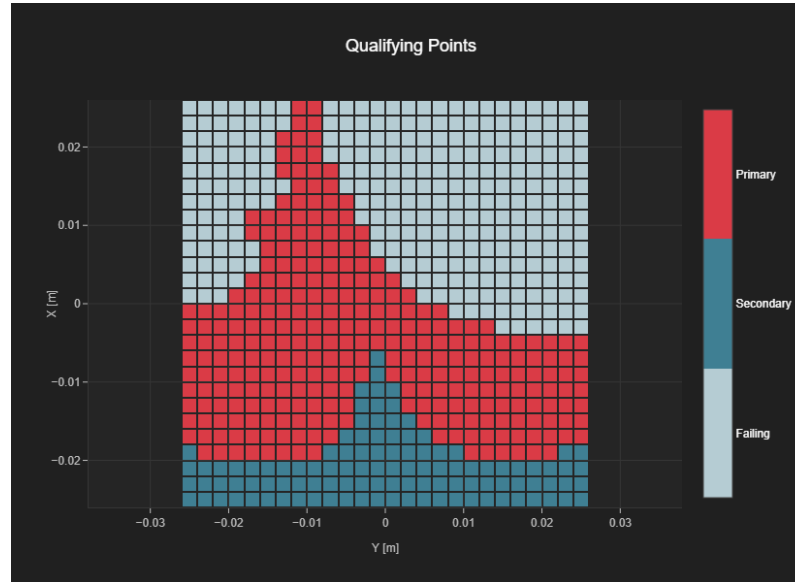 Qualifying Points
0.02
0.01
0
−0.01
−0.02
X [m]
−0.03
−0.02
−0.01
0
0.01
0.02
0.03
Y [m]
Primary
Secondary
Failing